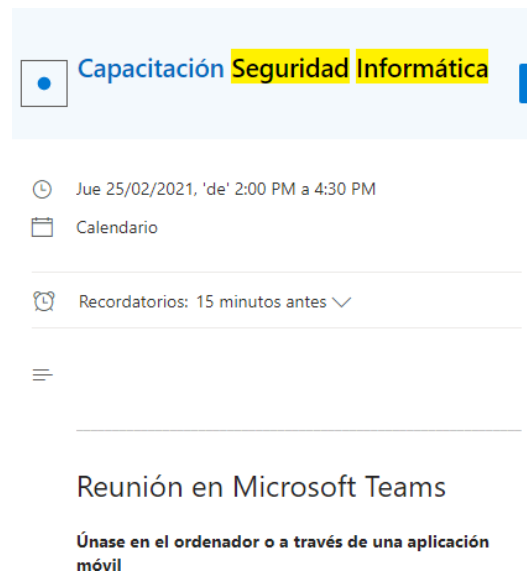 Capacitación Seguridad Informática
Jue 25/02/2021, 'de' 2:00 PM a 4:30 PM
Calendario
Recordatorios: 15 minutos antes
Reunión en Microsoft Teams
Únase en el ordenador o a través de una aplicación
móvil